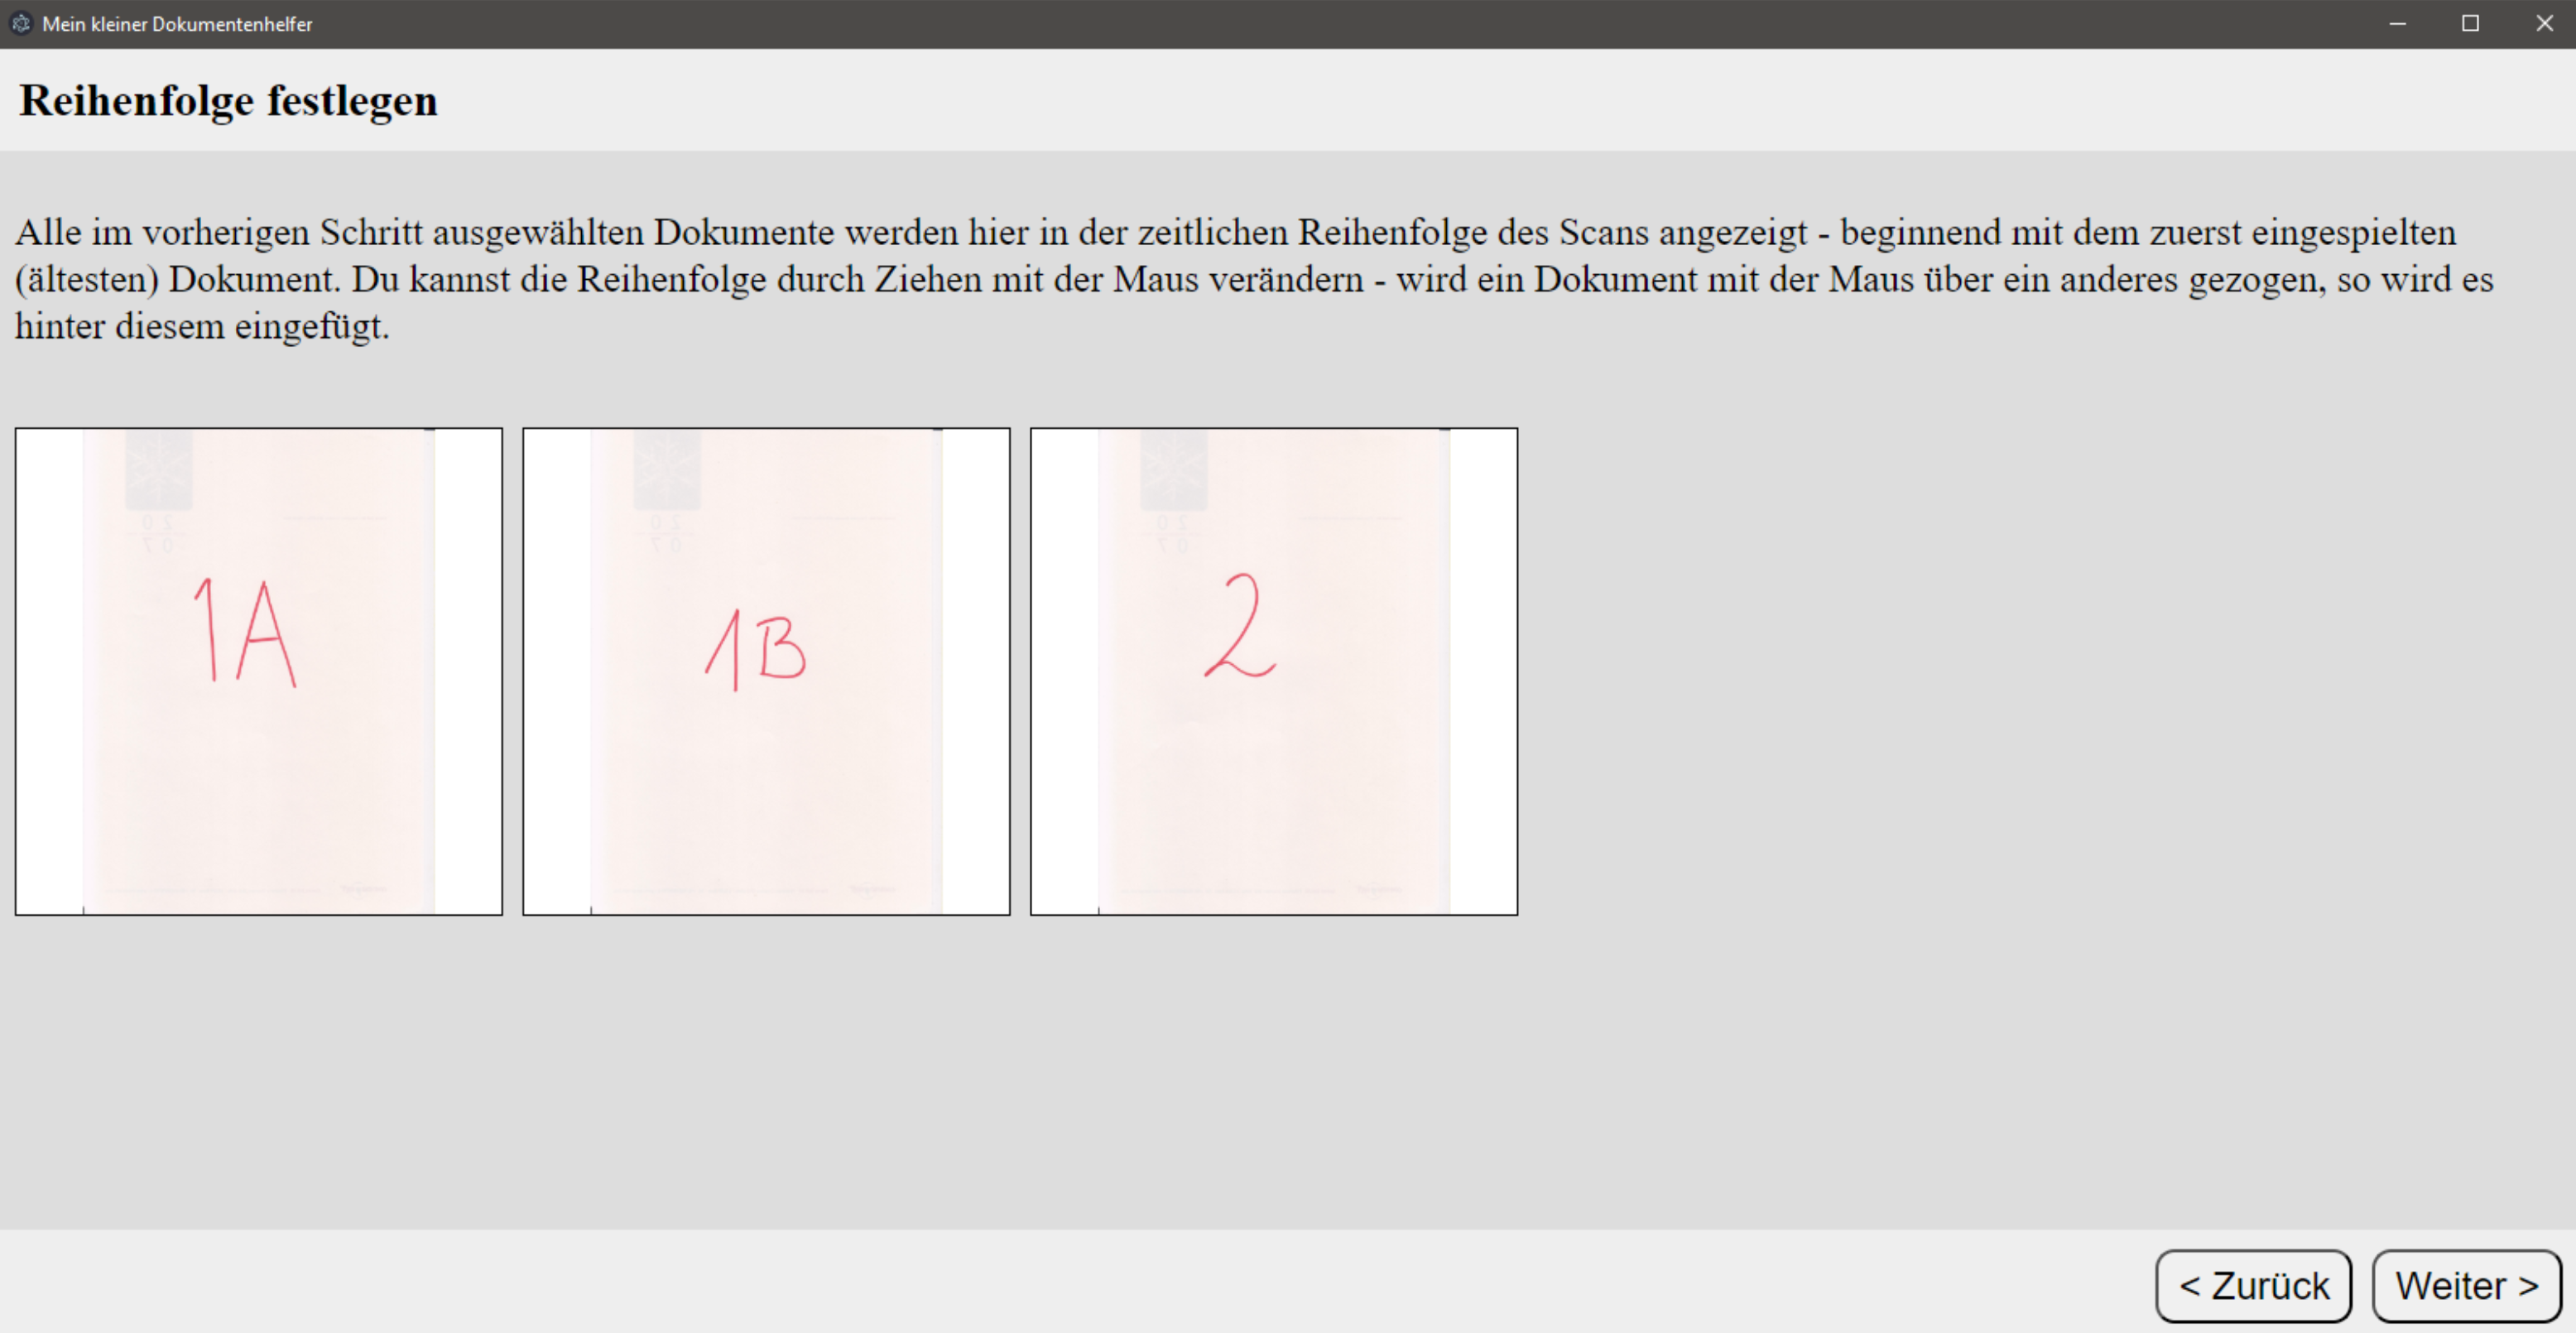 Mein kleiner Dokumentenhelfer
Reihenfolge festlegen
Alle im vorherigen Schritt ausgewählten Dokumente werden hier in der zeitlichen Reihenfolge des Scans angezeigt - beginnend mit dem zuerst eingespielten
(ältesten) Dokument. Du kannst die Reihenfolge durch Ziehen mit der Maus verändern - wird ein Dokument mit der Maus über ein anderes gezogen, so wird es
hinter diesem eingefügt.
1A
1B
2
< Zurück
Weiter >